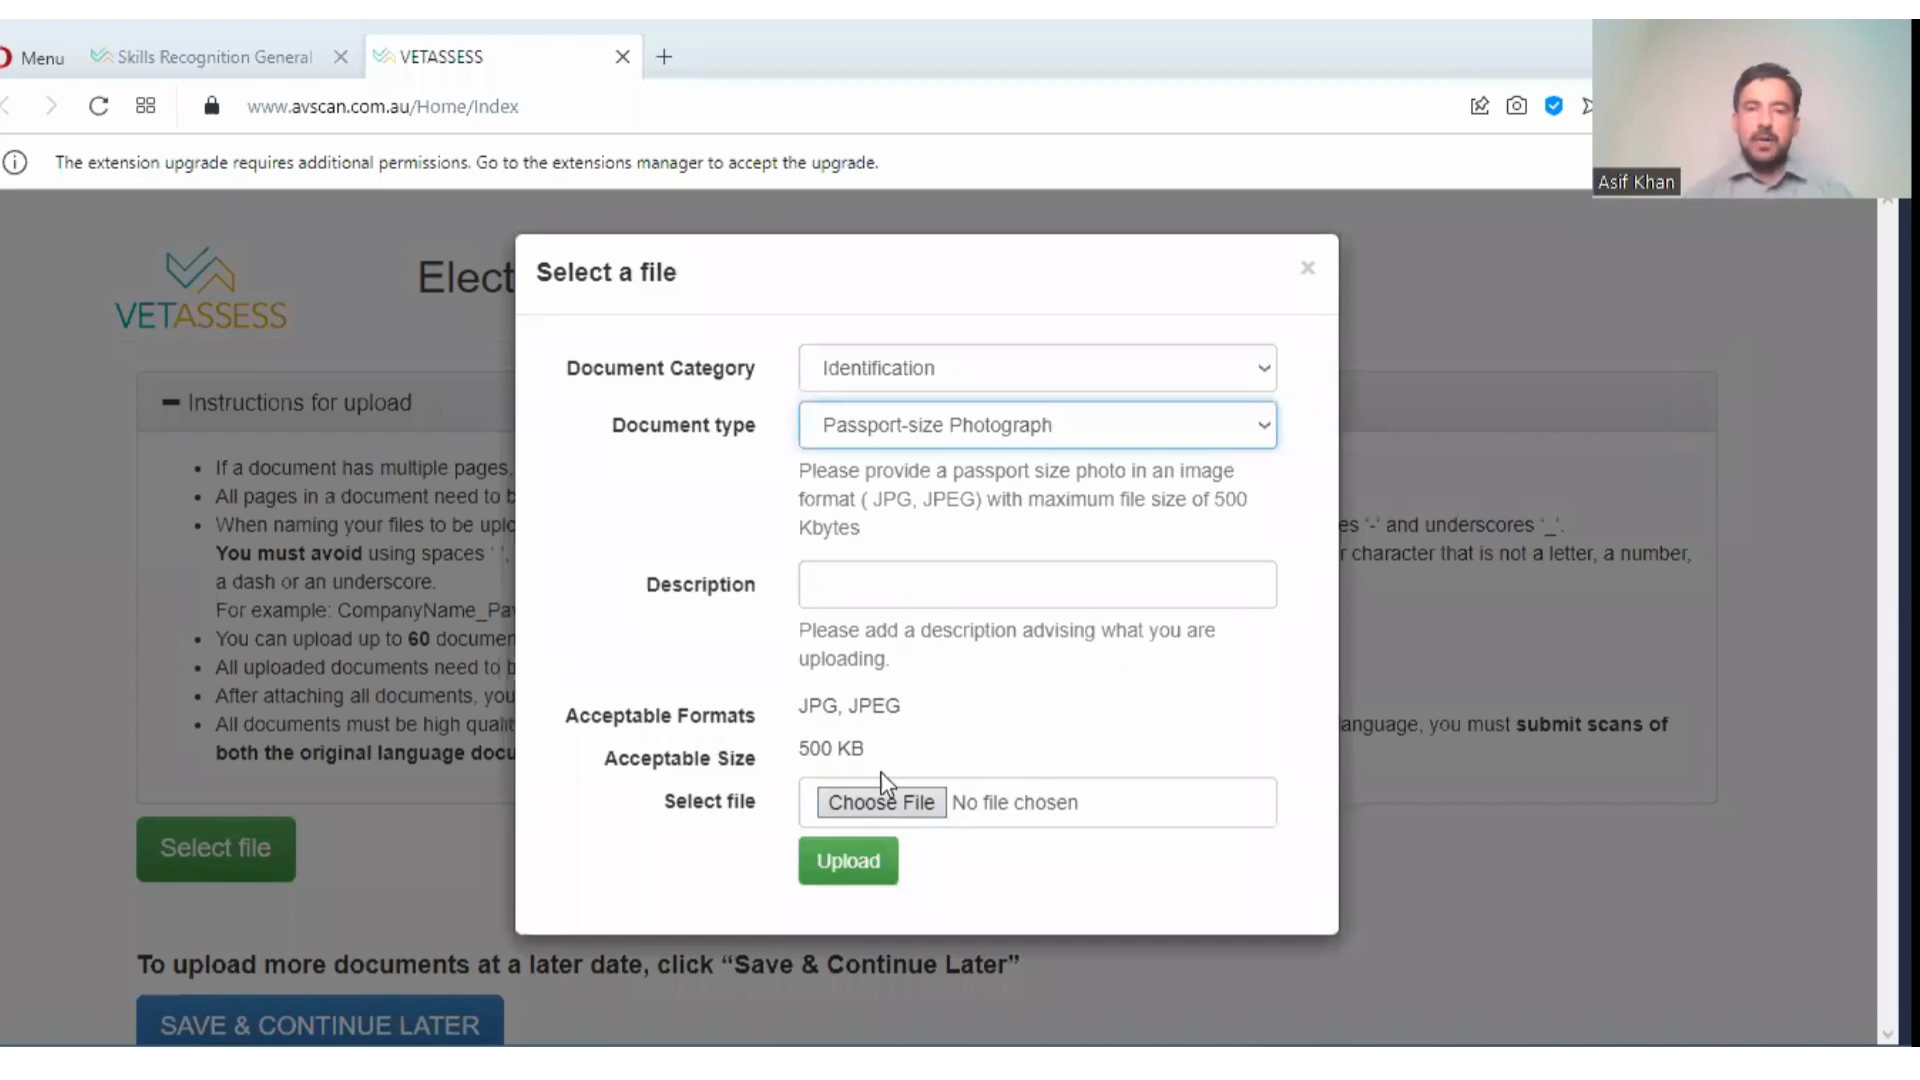 Menu
Skills Recognition General
VETASSESS
www.avscan.com.au/Home/Index
The extension upgrade requires additional permissions. Go to the extensions manager to accept the upgrade.
Asif Khan
VETASSESS
Elect
Select a file
×
Document Category
Identification
Instructions for upload
Document type
Passport-size Photograph
If a document has multiple pages,
Please provide a passport size photo in an image
All pages in a document need to b
format ( JPG, JPEG) with maximum file size of 500
Kbytes
When naming your files to be uplo
es '-' and underscores '_'.
You must avoid using spaces ' ',
r character that is not a letter, a number,
a dash or an underscore.
Description
For example: CompanyName_Pay
Please add a description advising what you are
uploading.
You can upload up to 60 documen
All uploaded documents need to b
After attaching all documents, you
Acceptable Formats
JPG, JPEG
All documents must be high qualit
anguage, you must submit scans of
both the original language docu
Acceptable Size
500 KB
Select file
Choose File No file chosen
Select file
Upload
To upload more documents at a later date, click “Save & Continue Later”
SAVE & CONTINUE LATER